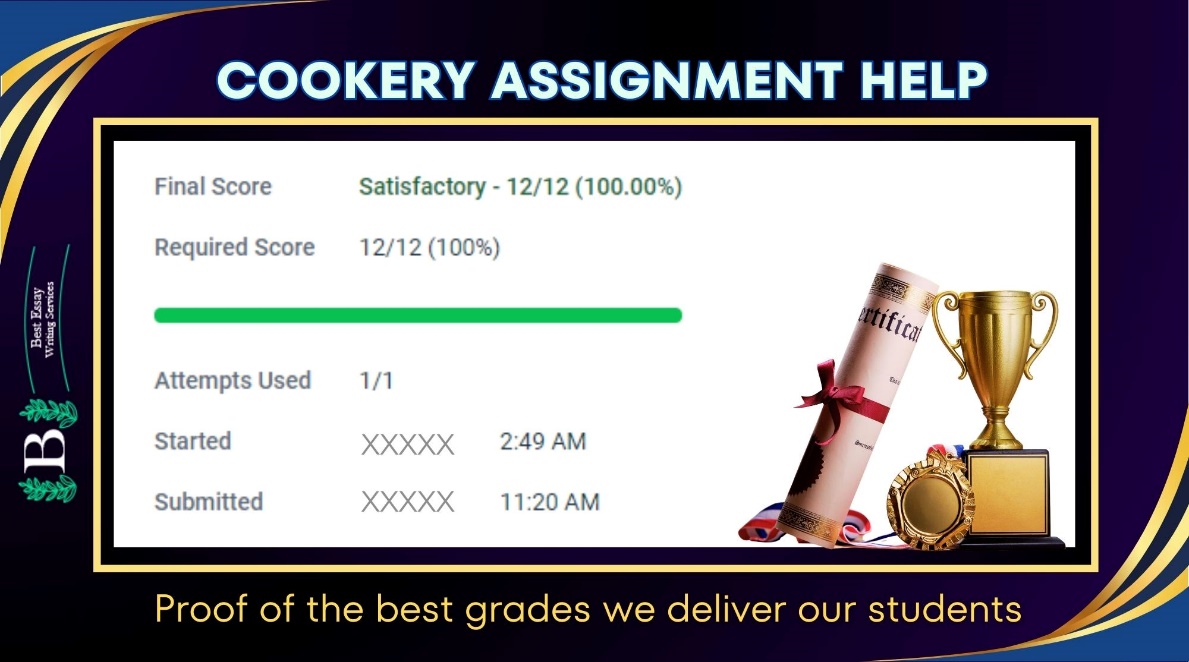 COOKERY ASSIGNMENT HELP
Final Score Satisfactory - 12/12 (100.00%)
Required Score 12/12 (100%)
Attempts Used 1/1
Started XXXXX 2:49 AM
Submitted XXXXX 11:20 AM
ertificat
Best Essay
Writing Services
B
Proof of the best grades we deliver our students